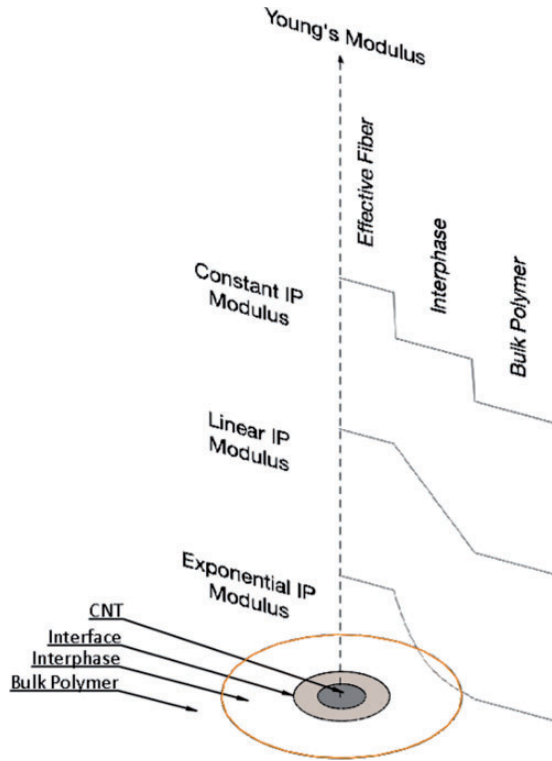 Young's Modulus
Effective Fiber
Interphase
Bulk Polymer
Constant IP
Modulus
Linear IP
Modulus
Exponential IP
Modulus
CNT
Interface
Interphase
Bulk Polymer